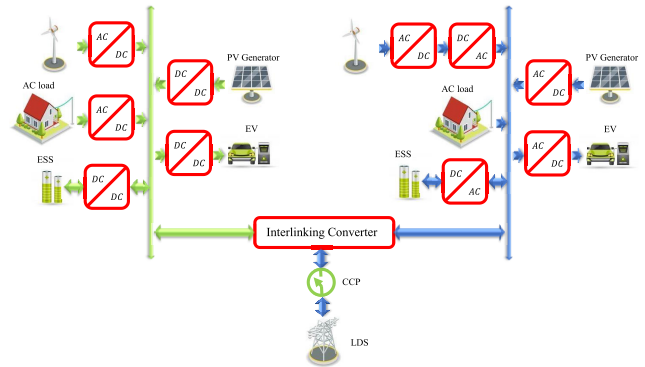 AC
DC
DC
DC
PV Generator
AC load
AC
DC
DC
DC
EV
ESS
DC
DC
AC
DC
DC
AC
AC
DC
PV Generator
AC load
AC
DC
EV
ESS
DC
AC
Interlinking Converter
CCP
LDS